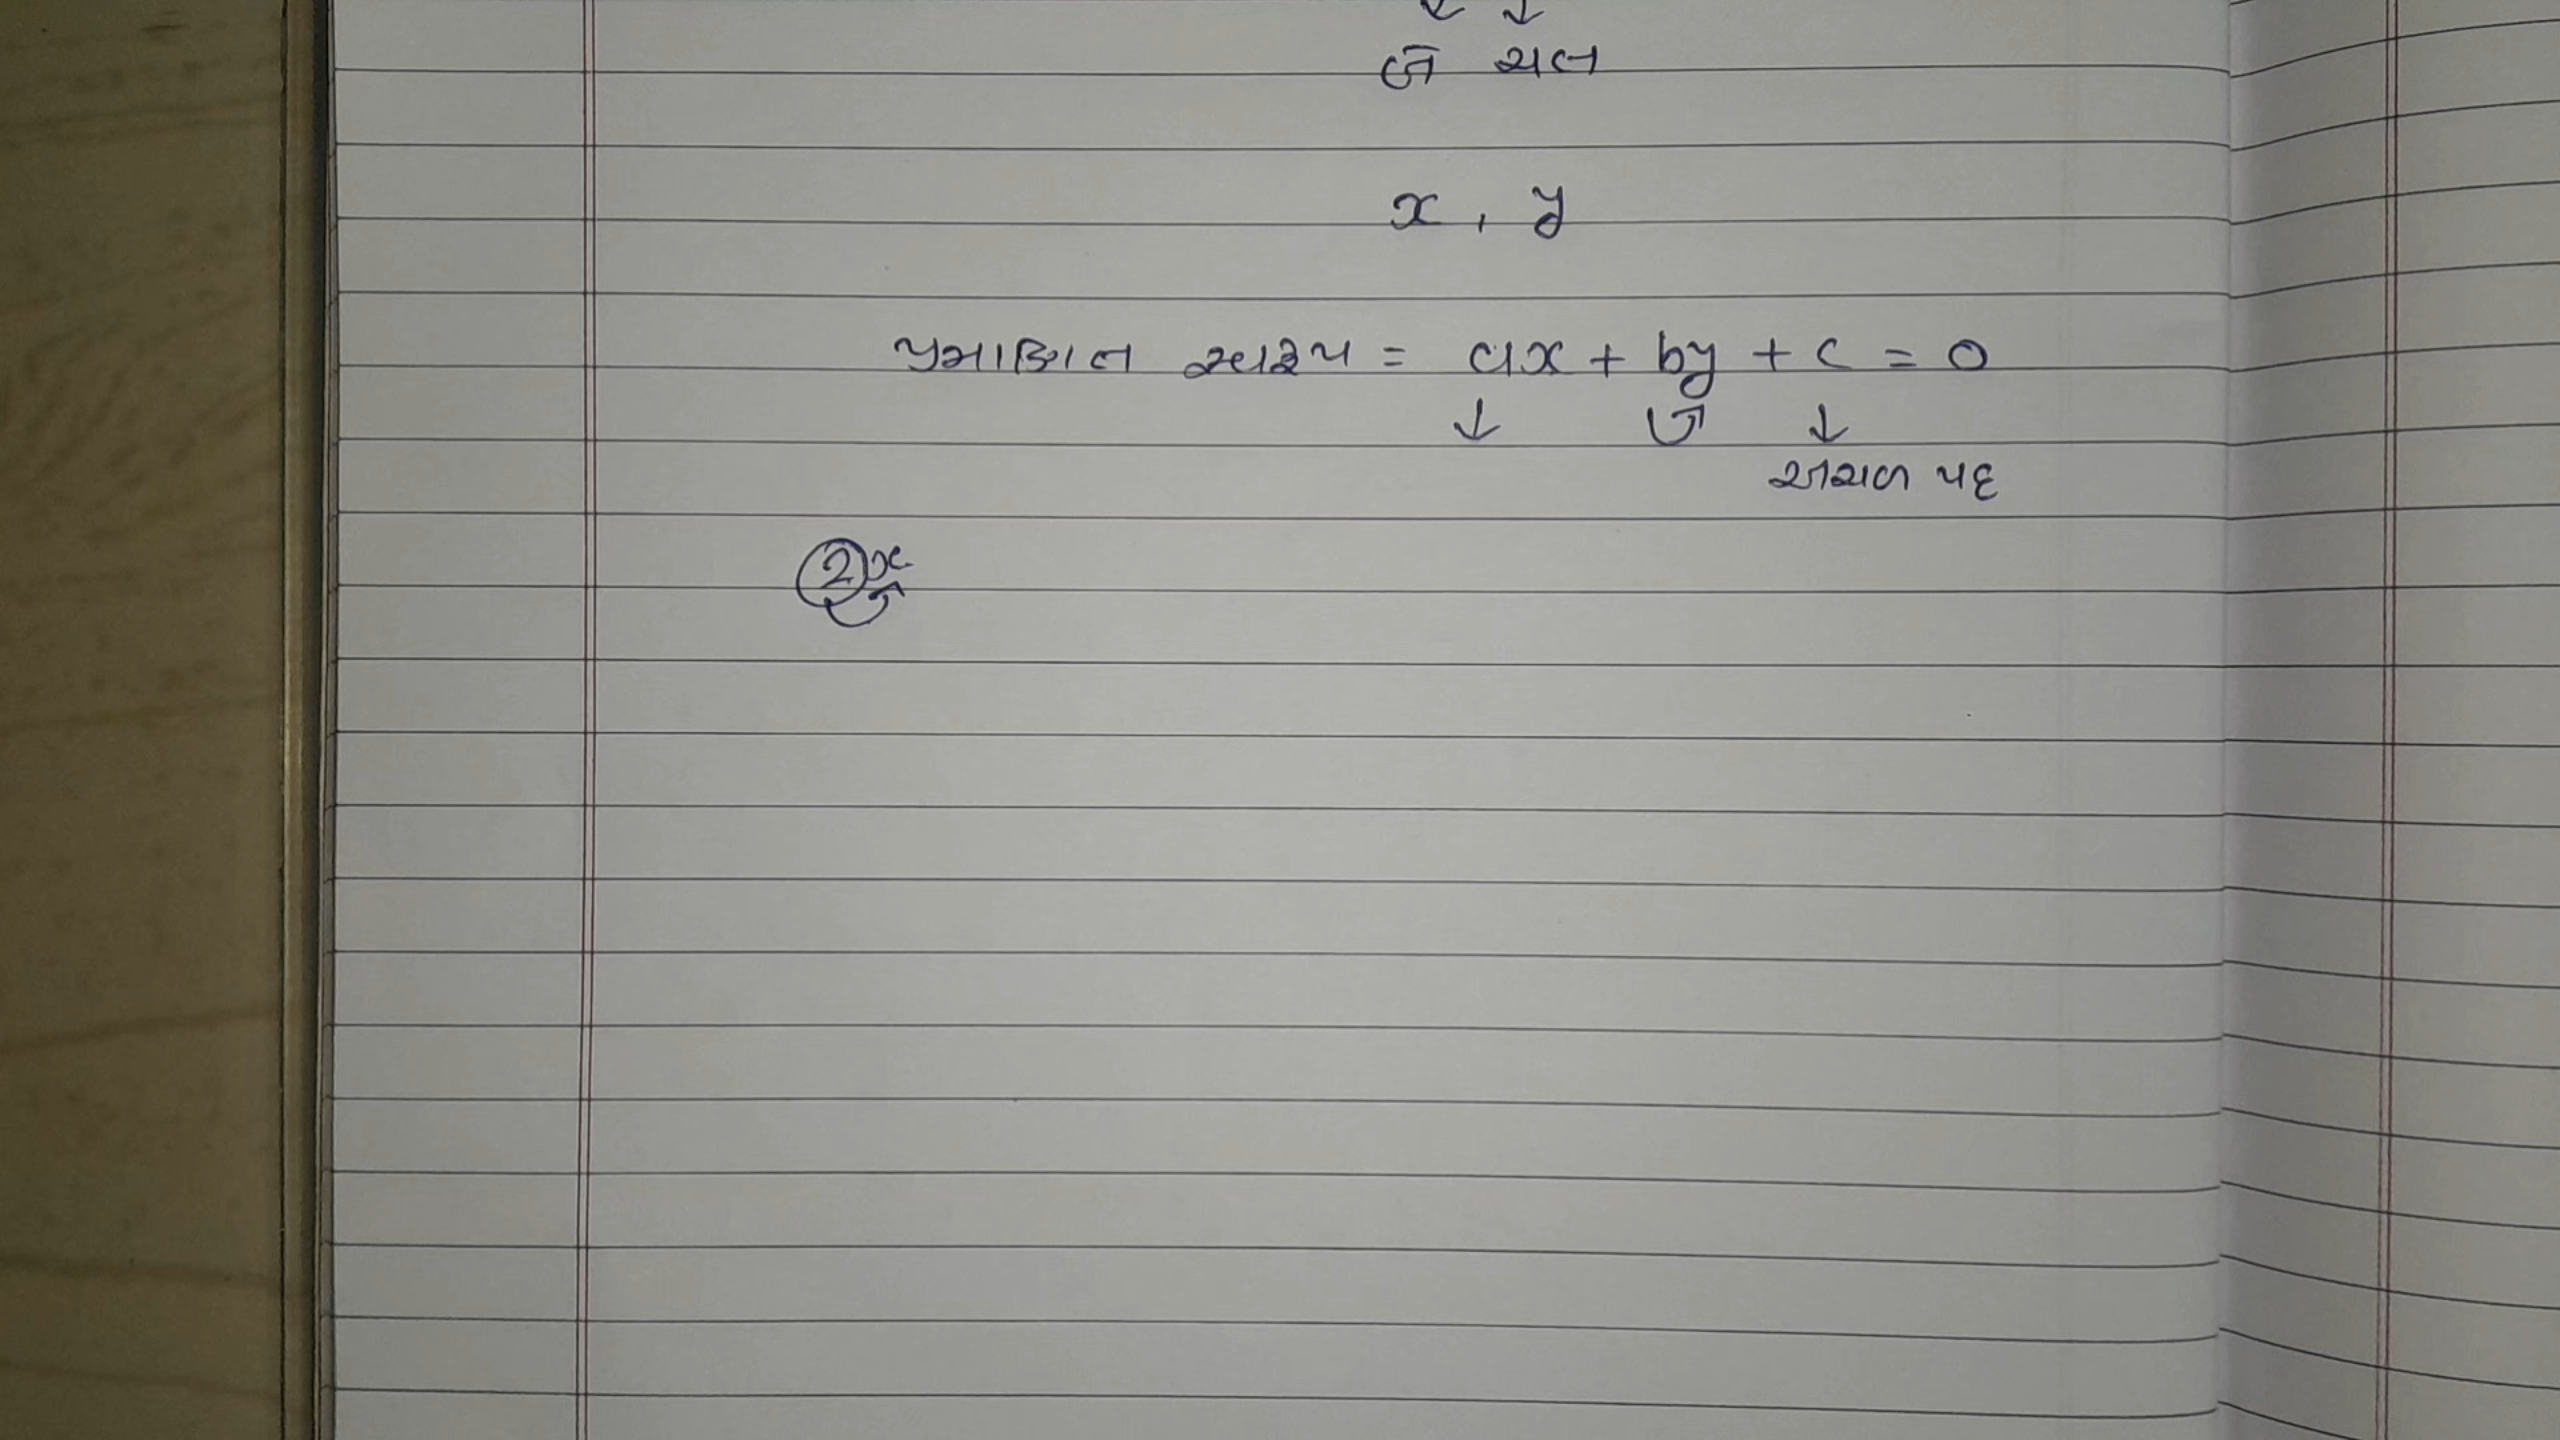 બે ચલ
x , y
પ્રમાણિત સ્વરૂપ = ax + by + c = 0
અચળ પદ
2x